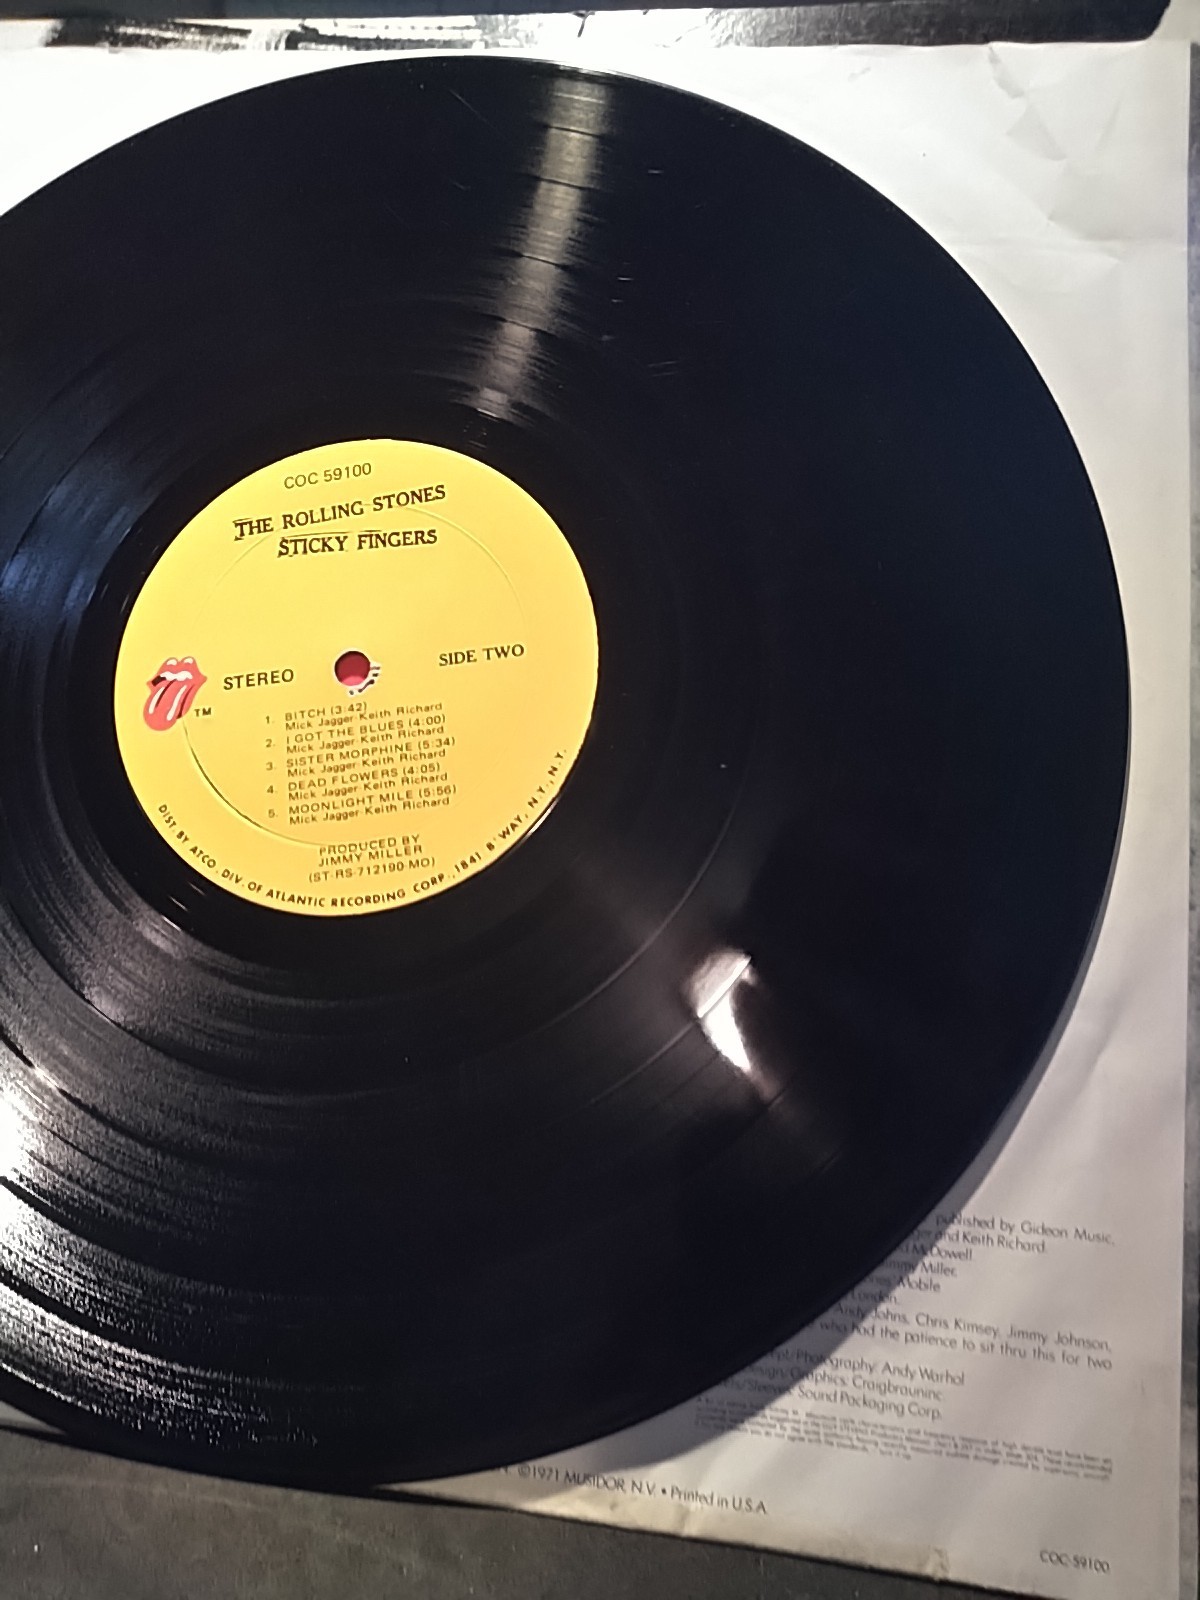 COC 59100
THE ROLLING STONES
STICKY FINGERS
STEREO
SIDE TWO
TM
1. BITCH (3:42)
Mick Jagger-Keith Richard
2. I GOT THE BLUES (4:00)
Mick Jagger-Keith Richard
3. SISTER MORPHINE (5:34)
Mick Jagger-Keith Richard
4. DEAD FLOWERS (4:05)
Mick Jagger-Keith Richard
5. MOONLIGHT MILE (5:56)
Mick Jagger-Keith Richard
PRODUCED BY
JIMMY MILLER
(ST-RS-712190-MO)
DIST. BY ATCO. DIV. OF ATLANTIC RECORDING CORP., 1841 B'WAY, N.Y., N.Y.
published by Gideon Music,
and Keith Richard.
McDowell
Jimmy Miller,
Mobile
London.
Andy Johns, Chris Kimsey, Jimmy Johnson,
who had the patience to sit thru this for two
Photography: Andy Warhol
Graphics: Craigbrauninc
Sound Packaging Corp.
©1971 MUSIDOR, N.V. • Printed in U.S.A.
COC-59100